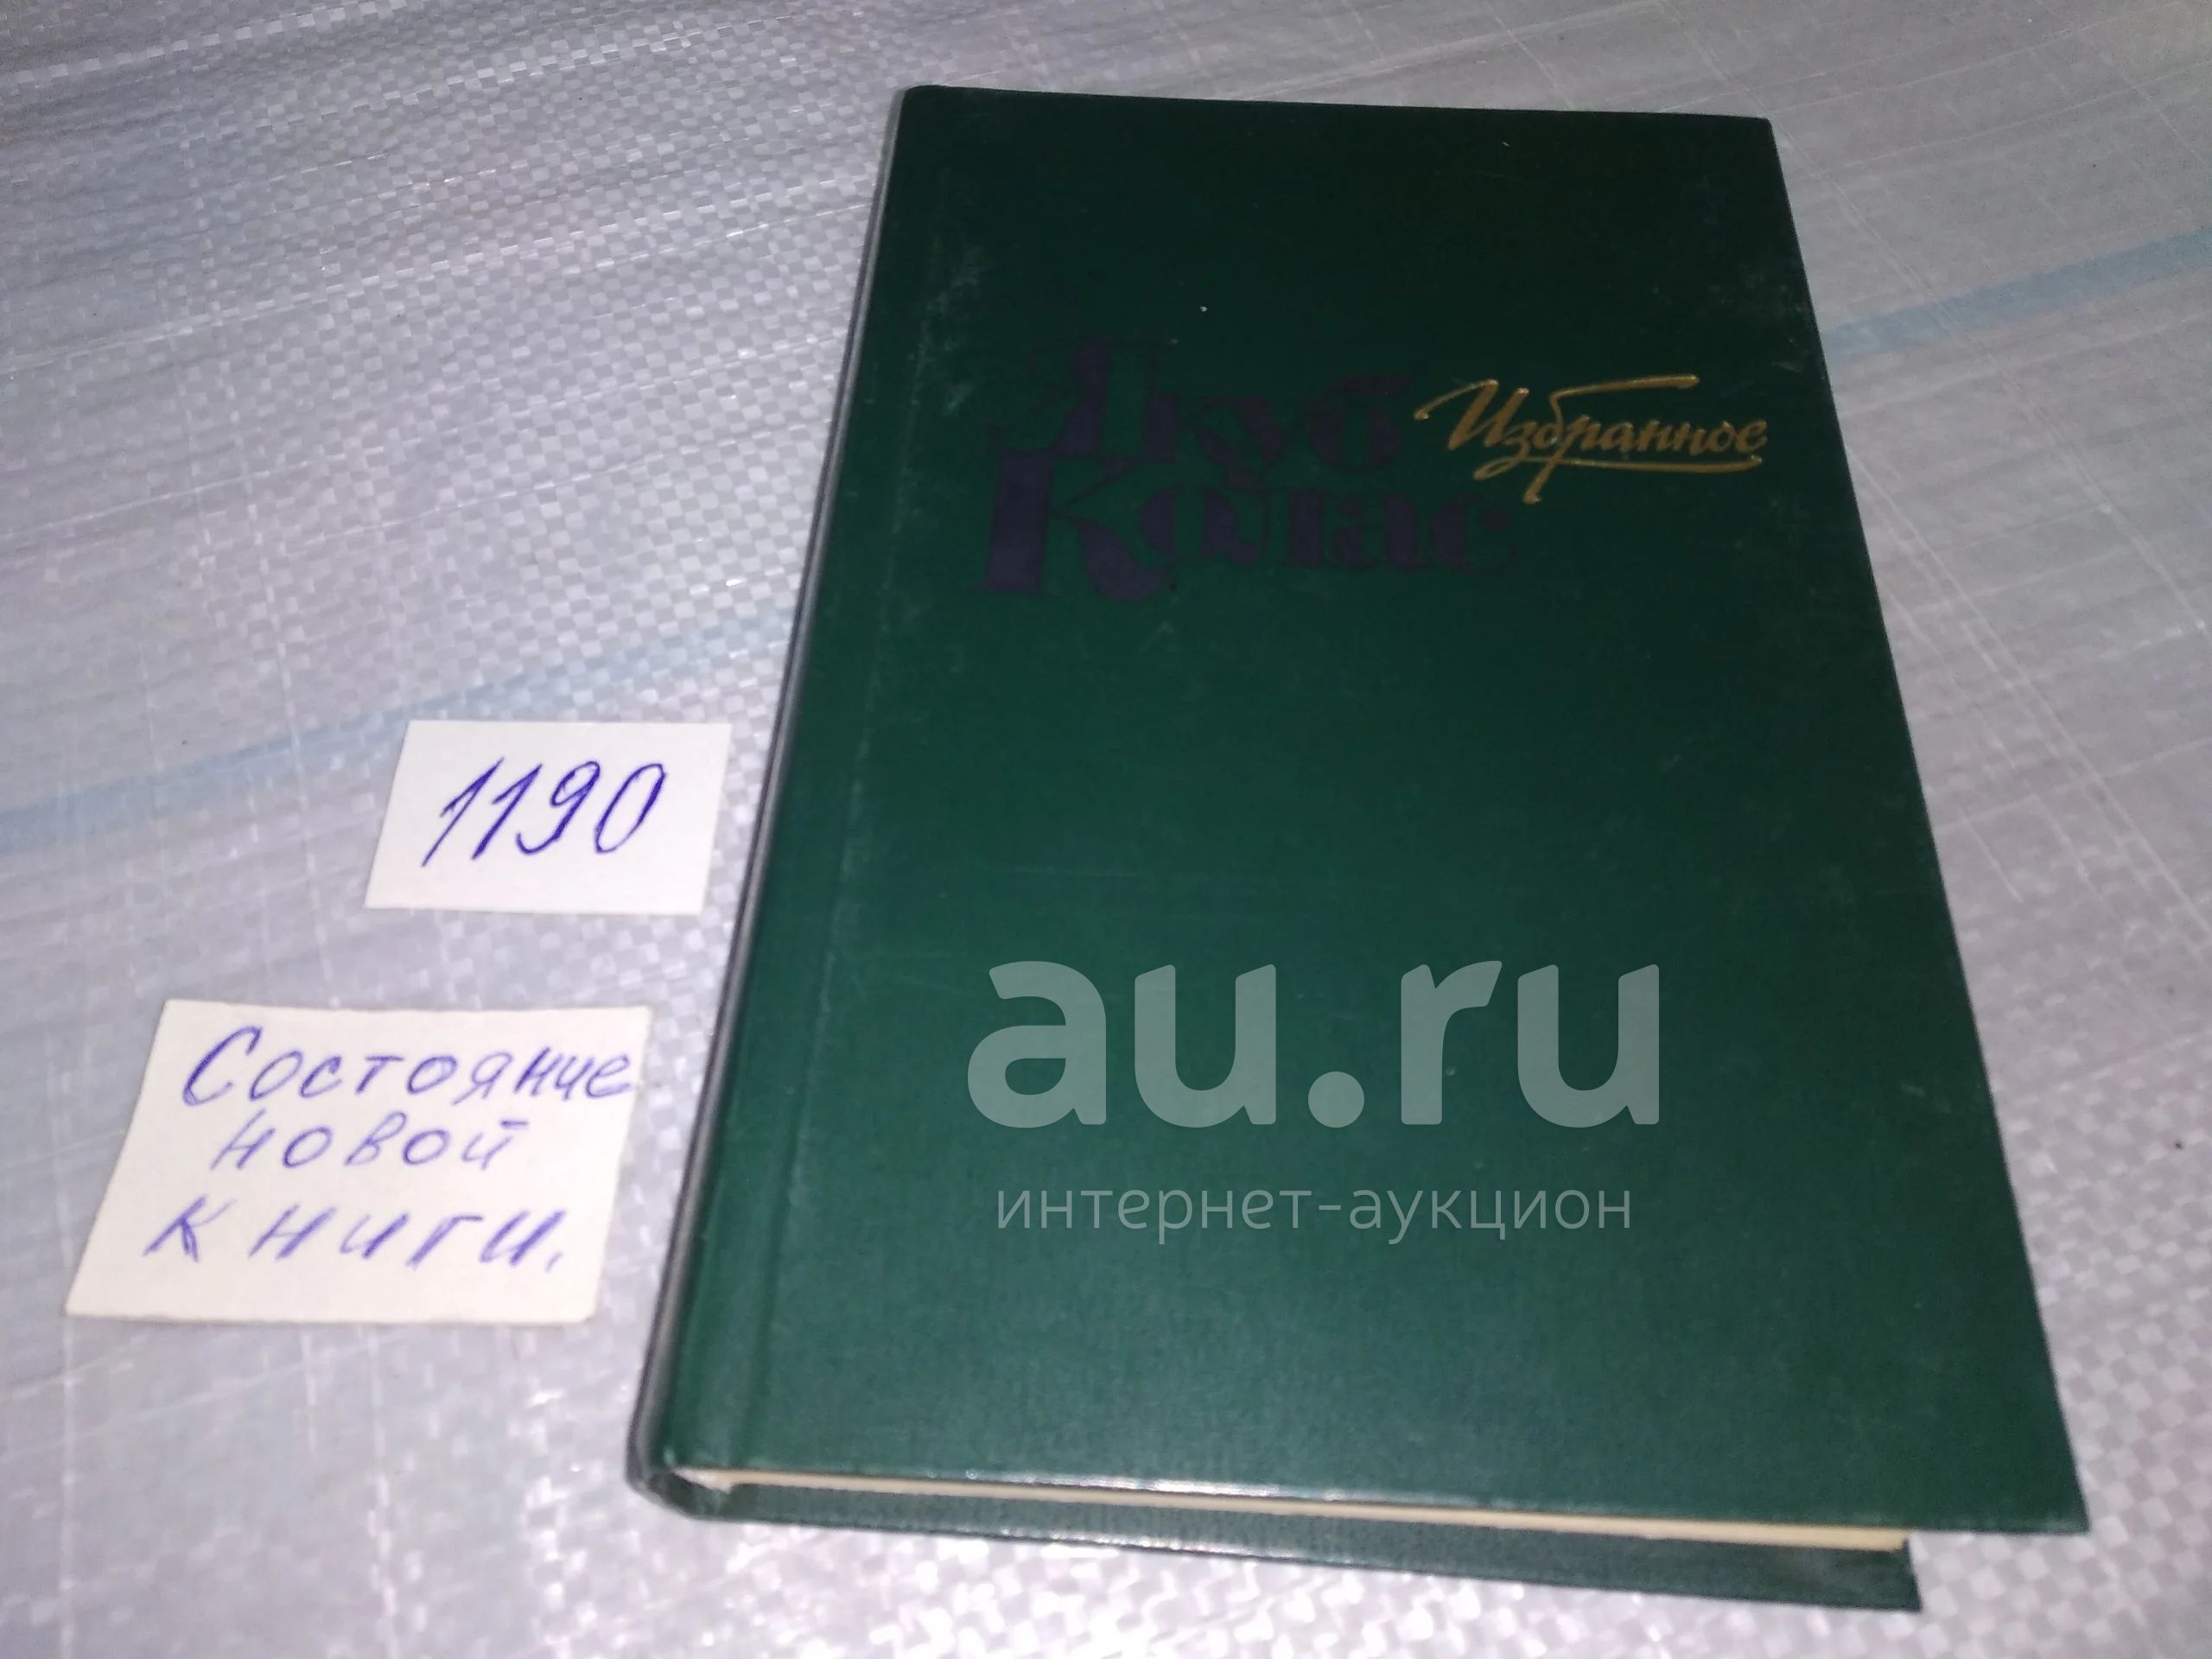 Якуб
Избранное
Колас
1190
Состояние
новой
книги.
au.ru
интернет-аукцион